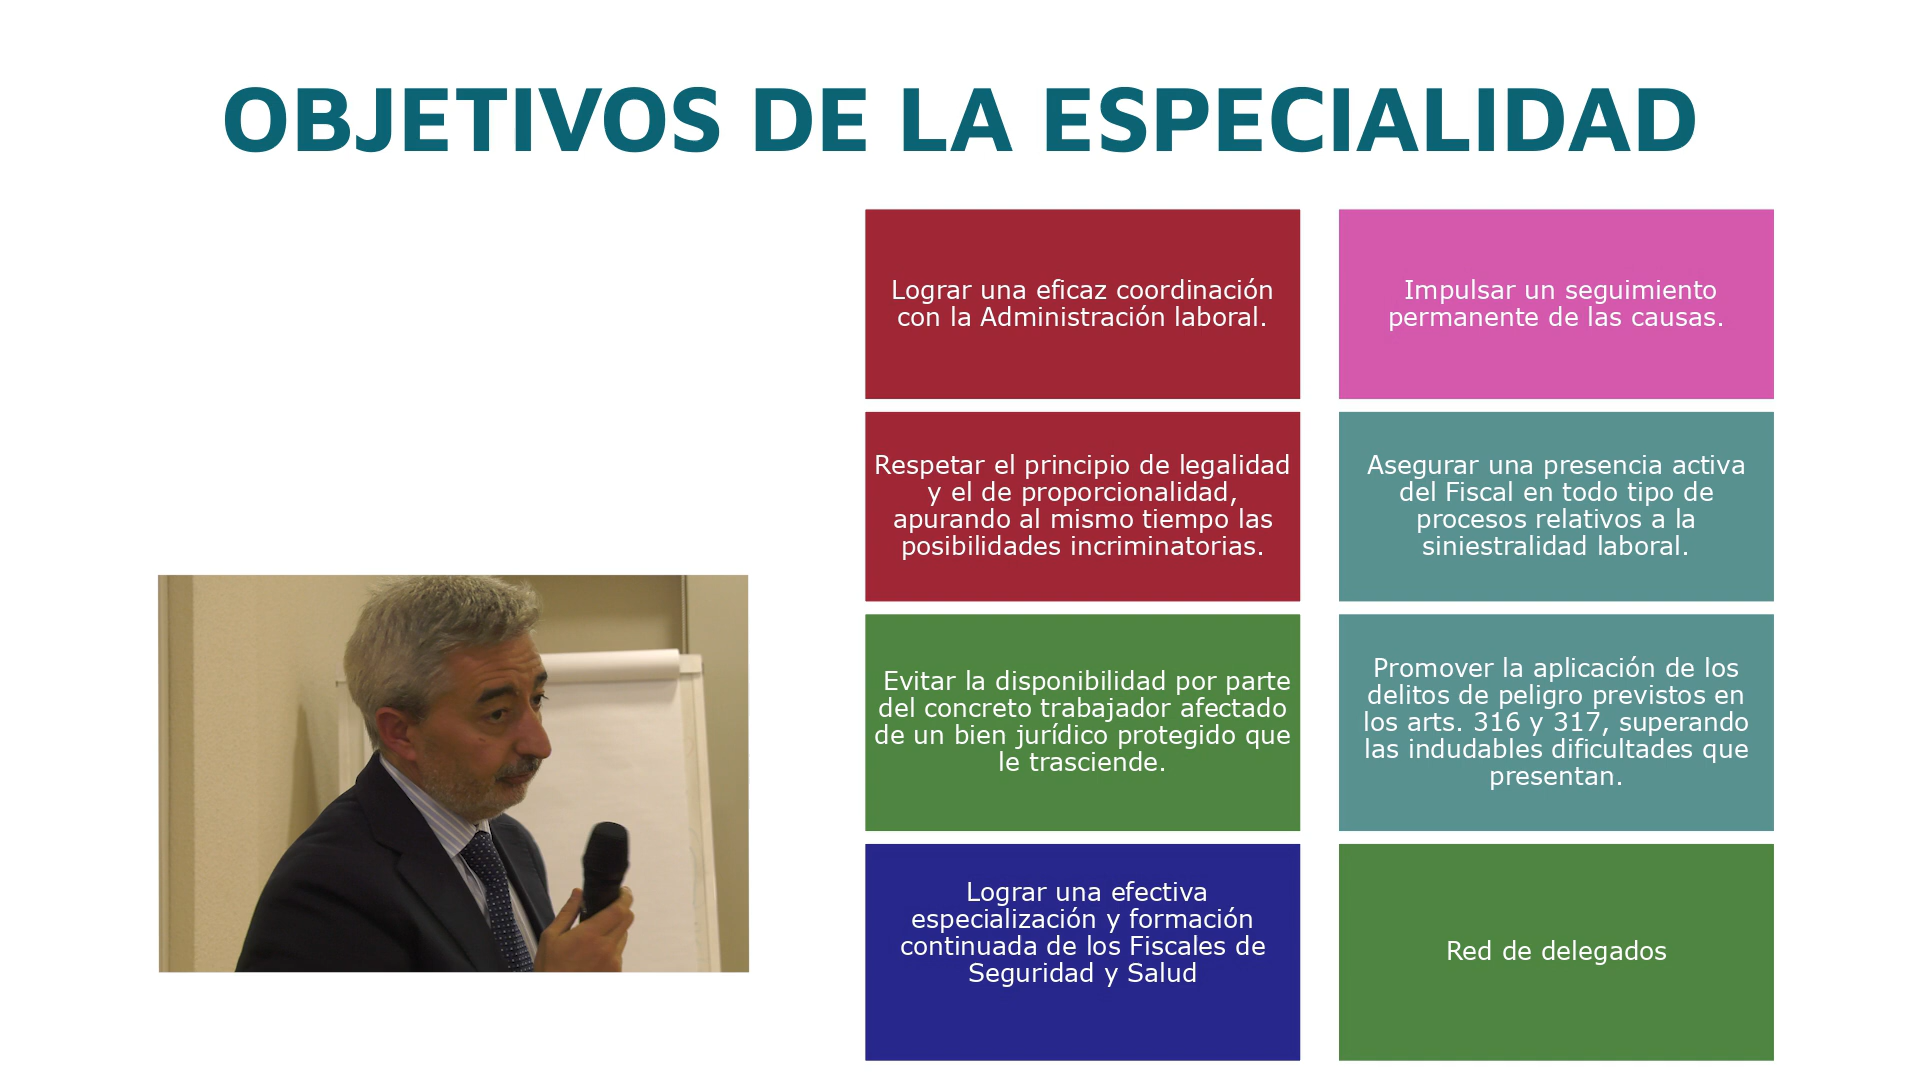 OBJETIVOS DE LA ESPECIALIDAD
Lograr una eficaz coordinación
con la Administración laboral.
Impulsar un seguimiento
permanente de las causas.
Respetar el principio de legalidad
y el de proporcionalidad,
apurando al mismo tiempo las
posibilidades incriminatorias.
Asegurar una presencia activa
del Fiscal en todo tipo de
procesos relativos a la
siniestralidad laboral.
Evitar la disponibilidad por parte
del concreto trabajador afectado
de un bien jurídico protegido que
le trasciende.
Promover la aplicación de los
delitos de peligro previstos en
los arts. 316 y 317, superando
las indudables dificultades que
presentan.
Lograr una efectiva
especialización y formación
continuada de los Fiscales de
Seguridad y Salud
Red de delegados